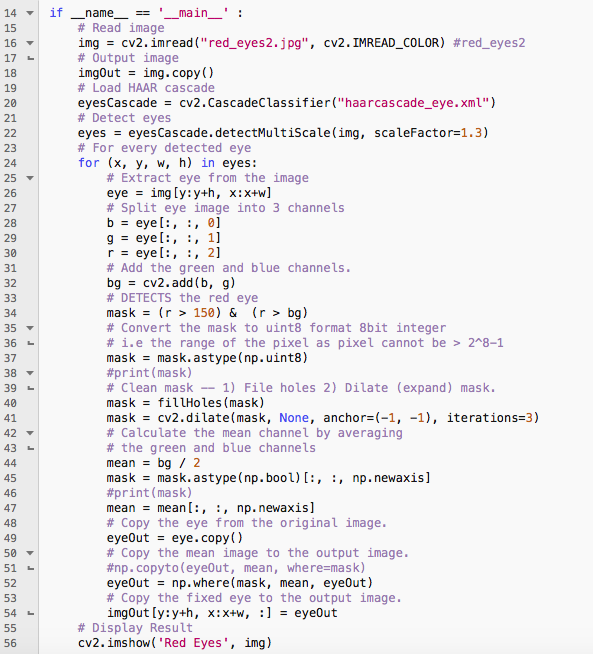 14 if __name__ == '__main__' :
15     # Read image
16     img = cv2.imread("red_eyes2.jpg", cv2.IMREAD_COLOR) #red_eyes2
17     # Output image
18     imgOut = img.copy()
19     # Load HAAR cascade
20     eyesCascade = cv2.CascadeClassifier("haarcascade_eye.xml")
21     # Detect eyes
22     eyes = eyesCascade.detectMultiScale(img, scaleFactor=1.3)
23     # For every detected eye
24     for (x, y, w, h) in eyes:
25         # Extract eye from the image
26         eye = img[y:y+h, x:x+w]
27         # Split eye image into 3 channels
28         b = eye[:, :, 0]
29         g = eye[:, :, 1]
30         r = eye[:, :, 2]
31         # Add the green and blue channels.
32         bg = cv2.add(b, g)
33         # DETECTS the red eye
34         mask = (r > 150) &  (r > bg)
35         # Convert the mask to uint8 format 8bit integer
36         # i.e the range of the pixel as pixel cannot be > 2^8-1
37         mask = mask.astype(np.uint8)
38         #print(mask)
39         # Clean mask -- 1) File holes 2) Dilate (expand) mask.
40         mask = fillHoles(mask)
41         mask = cv2.dilate(mask, None, anchor=(-1, -1), iterations=3)
42         # Calculate the mean channel by averaging
43         # the green and blue channels
44         mean = bg / 2
45         mask = mask.astype(np.bool)[:, :, np.newaxis]
46         #print(mask)
47         mean = mean[:, :, np.newaxis]
48         # Copy the eye from the original image.
49         eyeOut = eye.copy()
50         # Copy the mean image to the output image.
51         #np.copyto(eyeOut, mean, where=mask)
52         eyeOut = np.where(mask, mean, eyeOut)
53         # Copy the fixed eye to the output image.
54         imgOut[y:y+h, x:x+w, :] = eyeOut
55     # Display Result
56     cv2.imshow('Red Eyes', img)